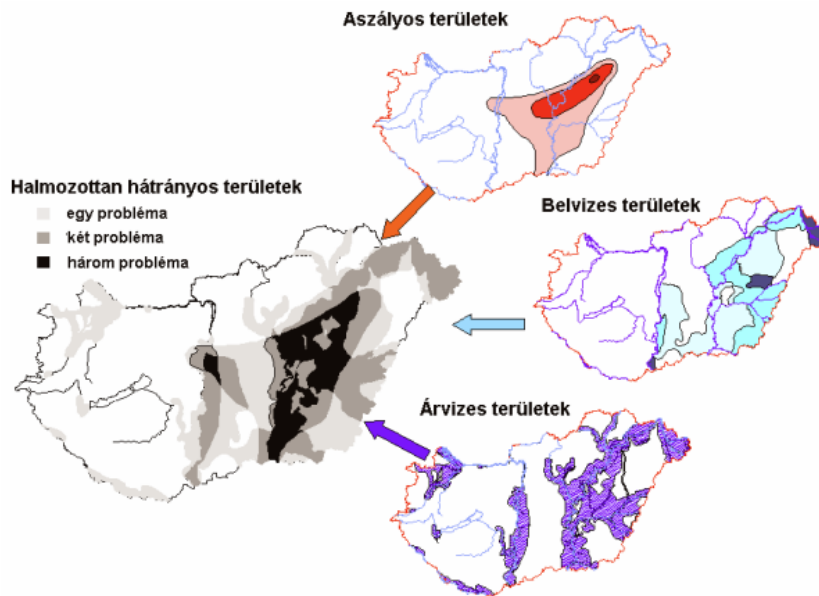 Aszályos területek
Halmozottan hátrányos területek
egy probléma
két probléma
három probléma
Belvizes területek
Árvizes területek